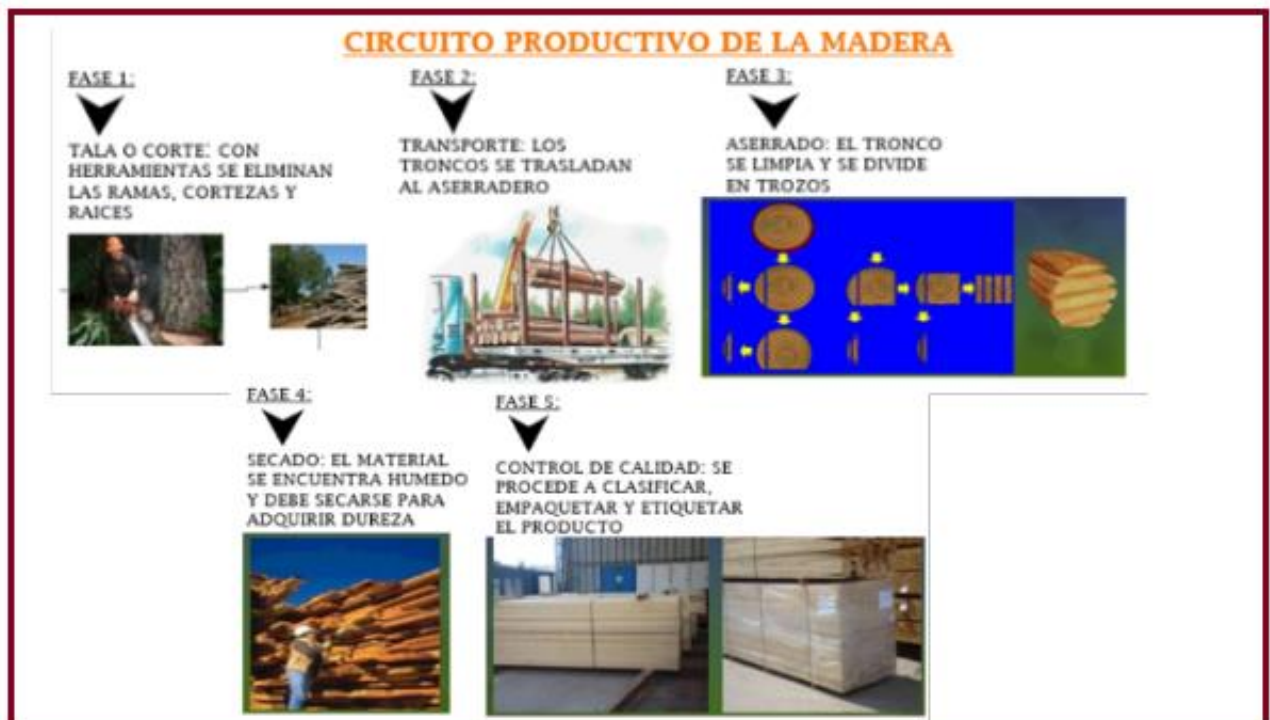 CIRCUITO PRODUCTIVO DE LA MADERA
FASE 1:
TALA O CORTE: CON
HERRAMIENTAS SE ELIMINAN
LAS RAMAS, CORTEZAS Y
RAICES
FASE 2:
TRANSPORTE: LOS
TRONCOS SE TRASLADAN
AL ASERRADERO
FASE 3:
ASERRADO: EL TRONCO
SE LIMPIA Y SE DIVIDE
EN TROZOS
FASE 4:
SECADO: EL MATERIAL
SE ENCUENTRA HUMEDO
Y DEBE SECARSE PARA
ADQUIRIR DUREZA
FASE 5:
CONTROL DE CALIDAD: SE
PROCEDE A CLASIFICAR,
EMPAQUETAR Y ETIQUETAR
EL PRODUCTO